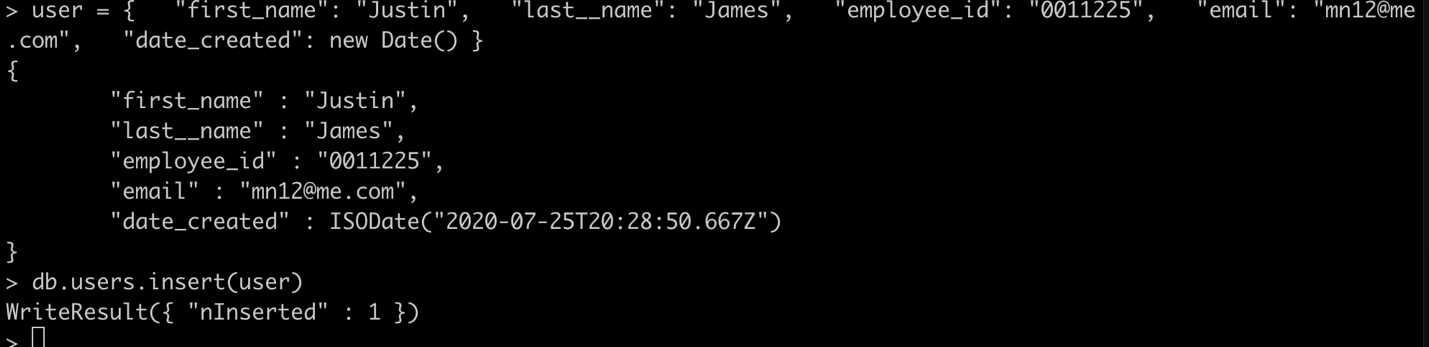 > user = {   "first_name": "Justin",   "last__name": "James",   "employee_id": "0011225",   "email": "mn12@me
.com",   "date_created": new Date() }
{
        "first_name" : "Justin",
        "last__name" : "James",
        "employee_id" : "0011225",
        "email" : "mn12@me.com",
        "date_created" : ISODate("2020-07-25T20:28:50.667Z")
}
> db.users.insert(user)
WriteResult({ "nInserted" : 1 })
>